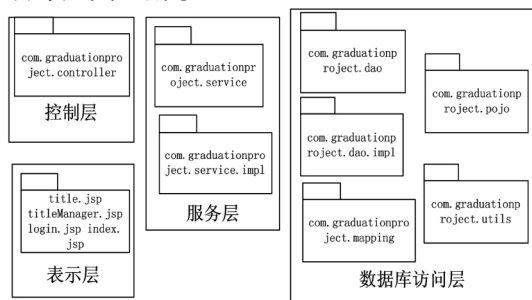 com.graduationpro
ject.controller
控制层
title.jsp
titleManager.jsp
login.jsp index.
jsp
表示层
com.graduationpr
oject.service
com.graduationpro
ject.service.impl
服务层
com.graduationp
roject.dao
com.graduationp
roject.dao.impl
com.graduationpro
ject.mapping
com.graduationp
roject.pojo
com.graduationp
roject.utils
数据库访问层